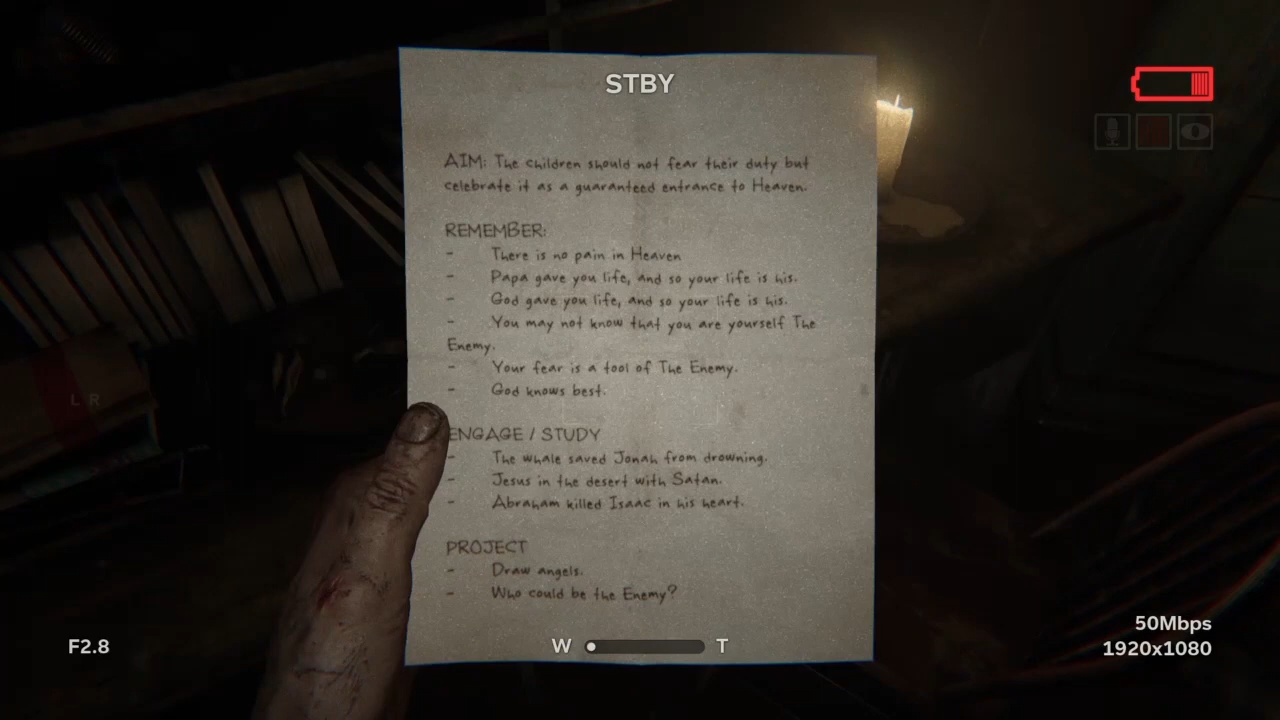 STBY
AIM: The children should not fear their duty but
celebrate it as a guaranteed entrance to Heaven.
REMEMBER:
- There is no pain in Heaven
- Papa gave you life, and so your life is his.
- God gave you life, and so your life is his.
- You may not know that you are yourself The
Enemy.
- Your fear is a tool of The Enemy.
- God knows best.
L R
ENGAGE / STUDY
- The whale saved Jonah from drowning.
- Jesus in the desert with Satan.
- Abraham killed Isaac in his heart.
PROJECT
- Draw angels.
- Who could be the Enemy?
F2.8
W T
50Mbps
1920x1080